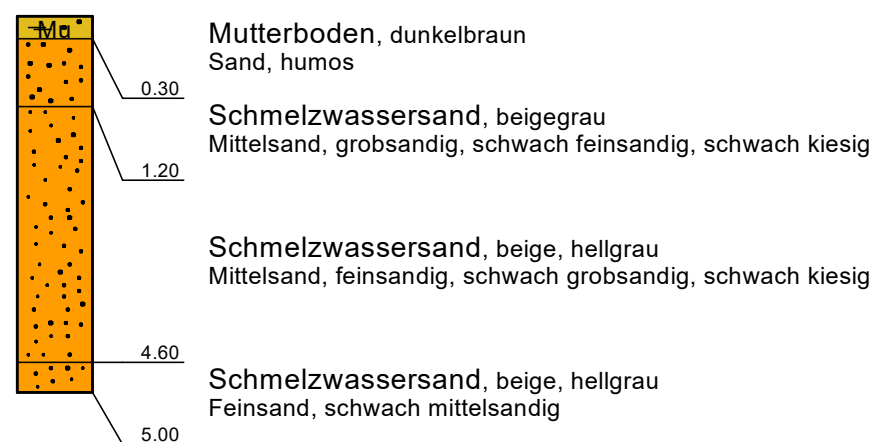 Mu
Mutterboden, dunkelbraun
Sand, humos
0.30
Schmelzwassersand, beigegrau
Mittelsand, grobsandig, schwach feinsandig, schwach kiesig
1.20
Schmelzwassersand, beige, hellgrau
Mittelsand, feinsandig, schwach grobsandig, schwach kiesig
4.60
Schmelzwassersand, beige, hellgrau
Feinsand, schwach mittelsandig
5.00